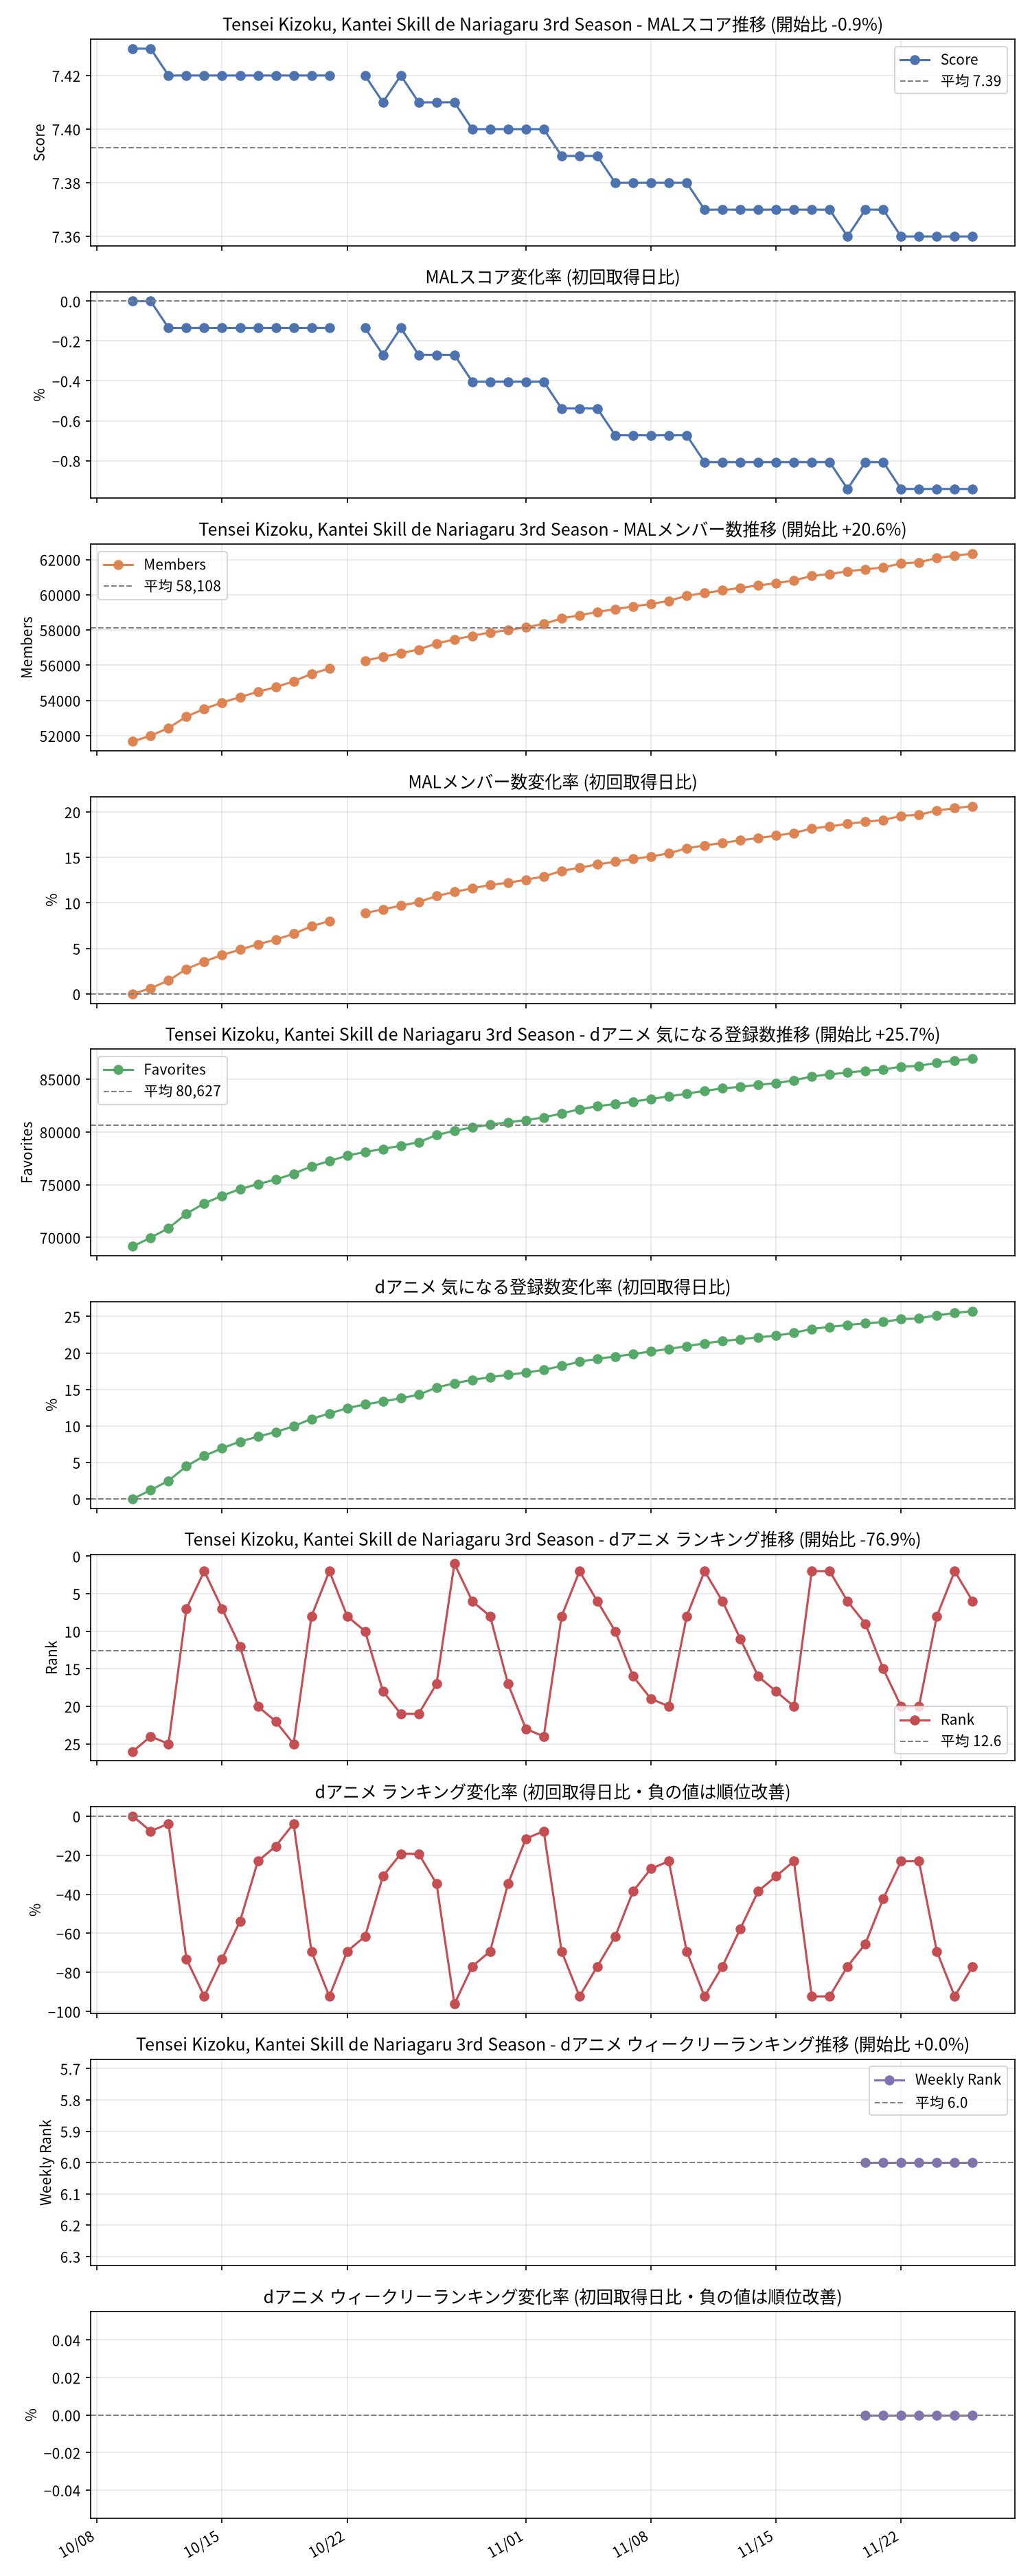 Tensei Kizoku, Kantei Skill de Nariagaru 3rd Season - MALスコア推移 (開始比 -0.9%)
Score
平均 7.39
Score
7.42
7.40
7.38
7.36
MALスコア変化率 (初回取得日比)
%
0.0
−0.2
−0.4
−0.6
−0.8
Tensei Kizoku, Kantei Skill de Nariagaru 3rd Season - MALメンバー数推移 (開始比 +20.6%)
Members
平均 58,108
Members
62000
60000
58000
56000
54000
52000
MALメンバー数変化率 (初回取得日比)
%
20
15
10
5
0
Tensei Kizoku, Kantei Skill de Nariagaru 3rd Season - dアニメ 気になる登録数推移 (開始比 +25.7%)
Favorites
平均 80,627
Favorites
85000
80000
75000
70000
dアニメ 気になる登録数変化率 (初回取得日比)
%
25
20
15
10
5
0
Tensei Kizoku, Kantei Skill de Nariagaru 3rd Season - dアニメ ランキング推移 (開始比 -76.9%)
Rank
0
5
10
15
20
25
Rank
平均 12.6
dアニメ ランキング変化率 (初回取得日比・負の値は順位改善)
%
0
−20
−40
−60
−80
−100
Tensei Kizoku, Kantei Skill de Nariagaru 3rd Season - dアニメ ウィークリーランキング推移 (開始比 +0.0%)
Weekly Rank
平均 6.0
Weekly Rank
5.7
5.8
5.9
6.0
6.1
6.2
6.3
dアニメ ウィークリーランキング変化率 (初回取得日比・負の値は順位改善)
%
0.04
0.02
0.00
−0.02
−0.04
10/08
10/15
10/22
11/01
11/08
11/15
11/22